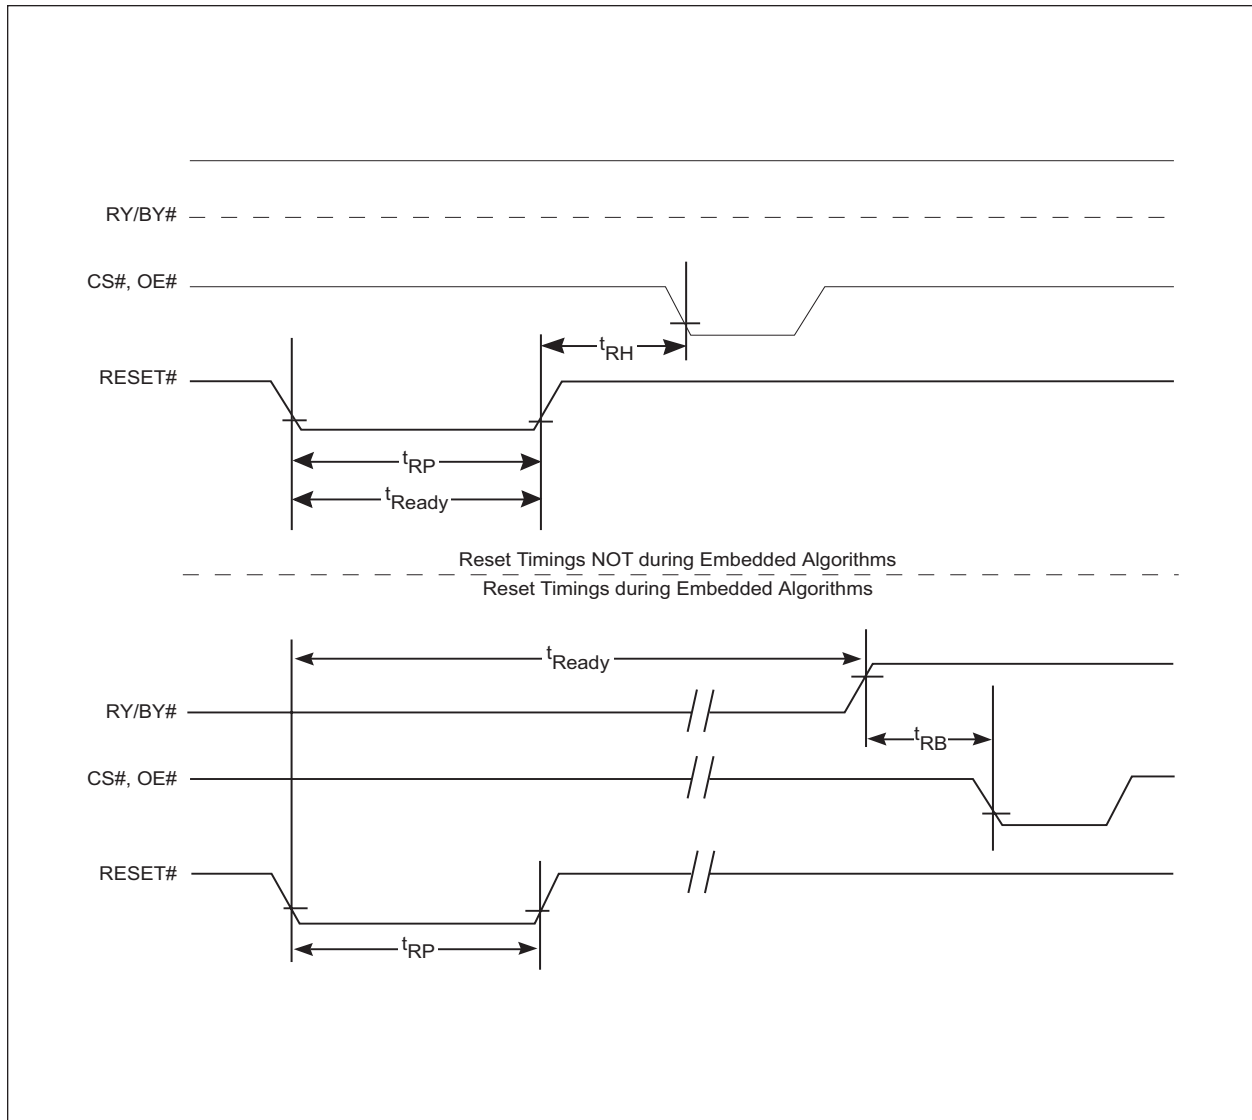 RY/BY#
CS#, OE#
tRH
RESET#
tRP
tReady
Reset Timings NOT during Embedded Algorithms
Reset Timings during Embedded Algorithms
tReady
RY/BY#
tRB
CS#, OE#
RESET#
tRP